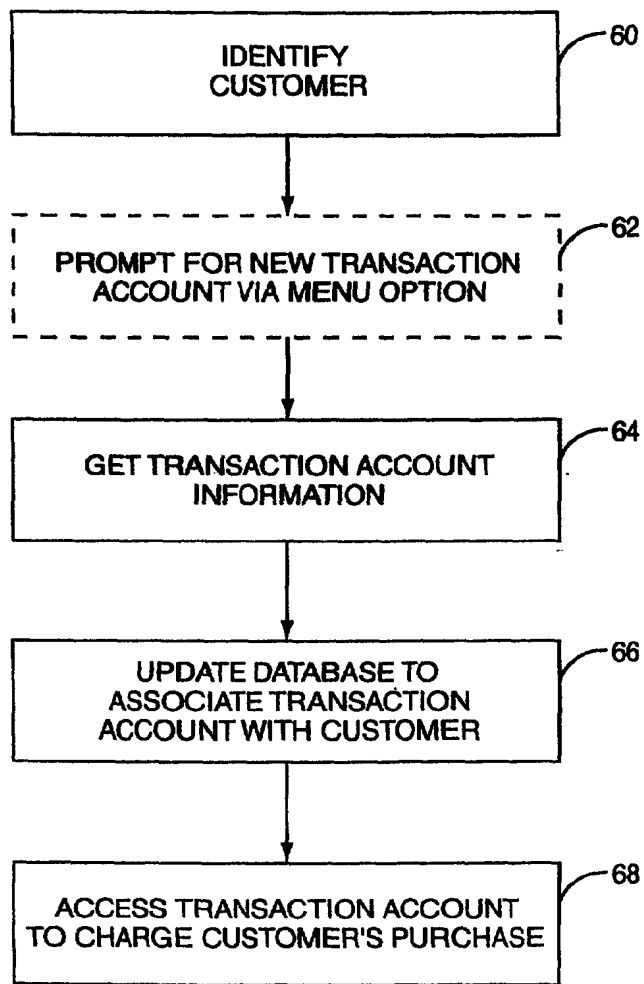 IDENTIFY
CUSTOMER
60
PROMPT FOR NEW TRANSACTION
ACCOUNT VIA MENU OPTION
62
GET TRANSACTION ACCOUNT
INFORMATION
64
UPDATE DATABASE TO
ASSOCIATE TRANSACTION
ACCOUNT WITH CUSTOMER
66
ACCESS TRANSACTION ACCOUNT
TO CHARGE CUSTOMER'S PURCHASE
68